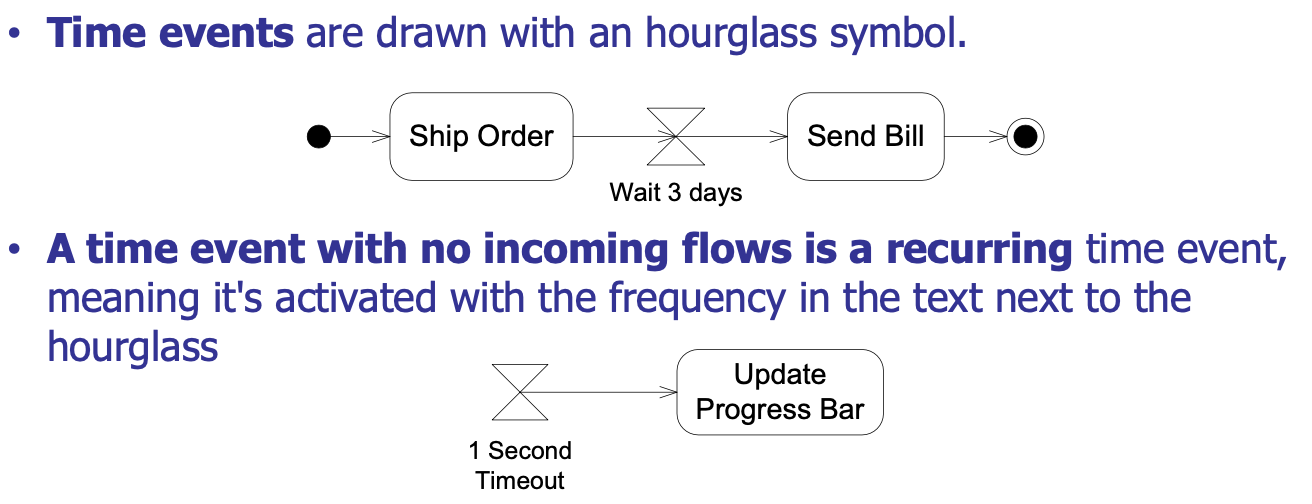 • Time events are drawn with an hourglass symbol.
Ship Order
Send Bill
Wait 3 days
• A time event with no incoming flows is a recurring time event,
meaning it's activated with the frequency in the text next to the
hourglass
Update
Progress Bar
1 Second
Timeout